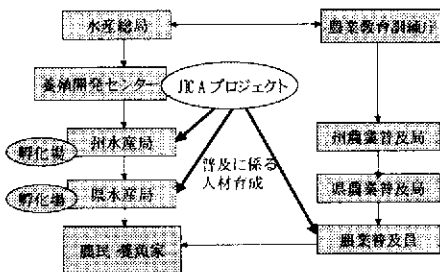 水産総局
農業教育訓練庁
養殖開発センター
JICAプロジェクト
州水産局
孵化場
州農業普及局
普及に係る
人材育成
県水産局
孵化場
県農業普及局
農民・養魚家
農業普及員